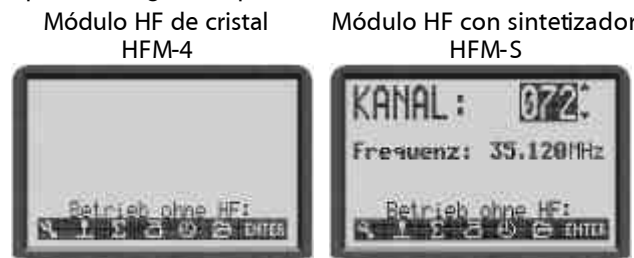 Módulo HF de cristal
HFM-4
Betrieb ohne HF:
ENTER
Módulo HF con sintetizador
HFM-S
KANAL: 072
Frequenz: 35.120MHz
Betrieb ohne HF:
ENTER